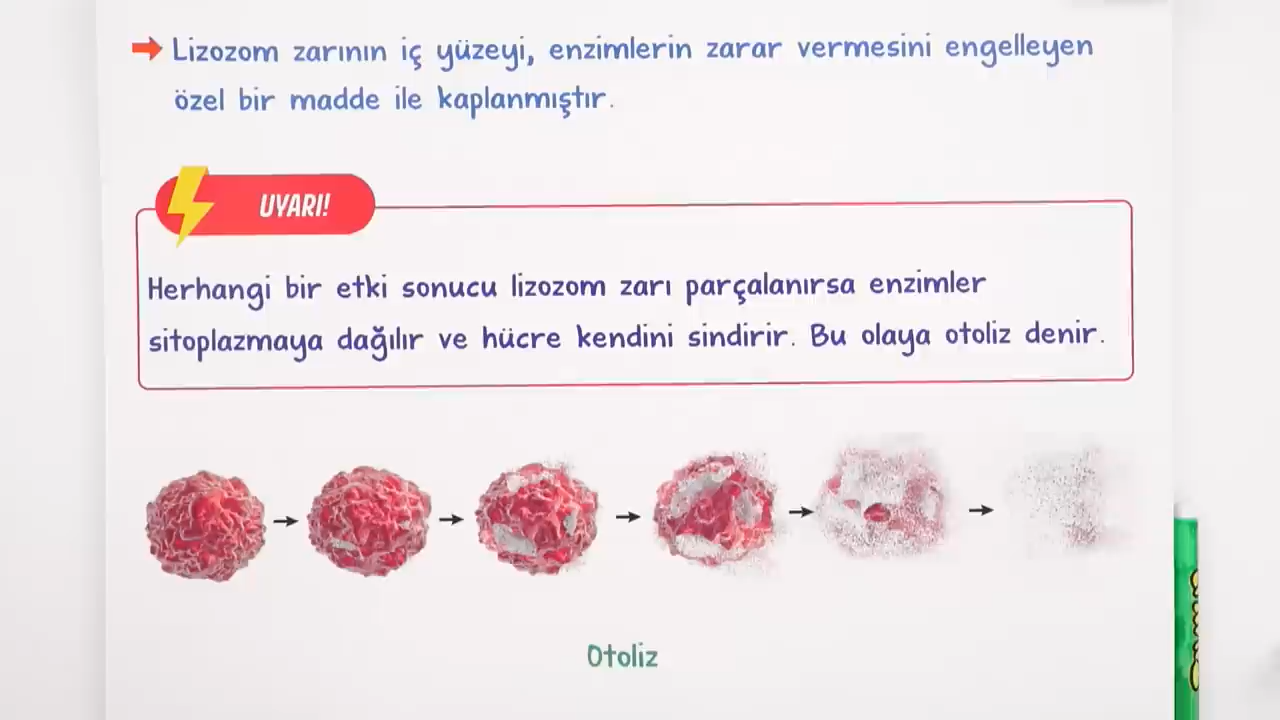 Lizozom zarının iç yüzeyi, enzimlerin zarar vermesini engelleyen
özel bir madde ile kaplanmıştır.
UYARI!
Herhangi bir etki sonucu lizozom zarı parçalanırsa enzimler
sitoplazmaya dağılır ve hücre kendini sindirir. Bu olaya otoliz denir.
Otoliz